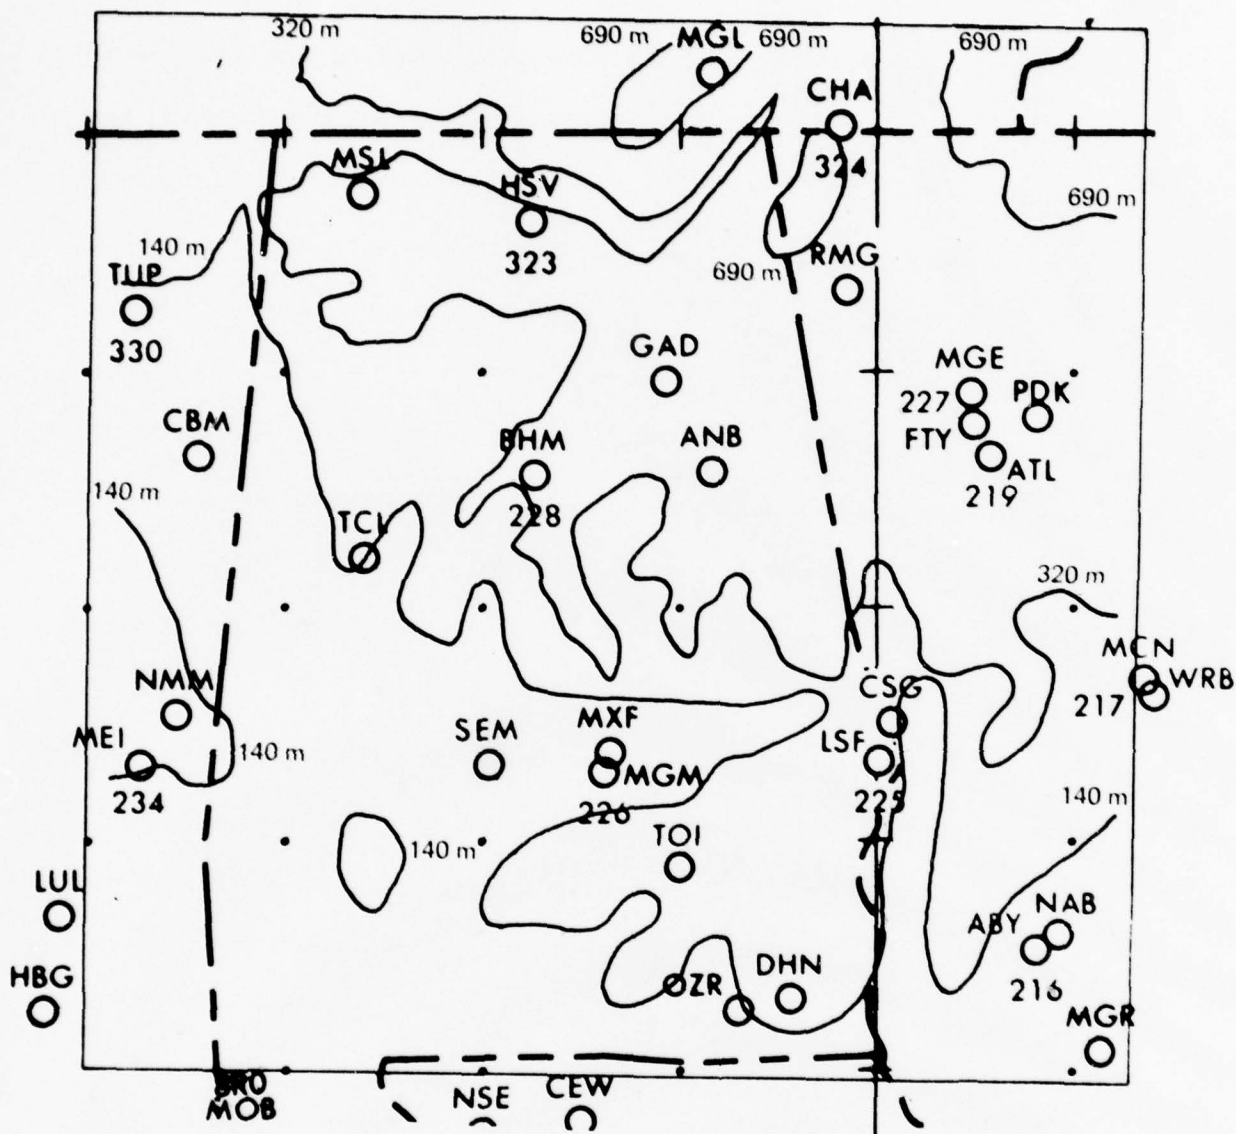 320 m
690 m
MGL
690 m
690 m
CHA
324
MSL
HSV
323
690 m
140 m
690 m
RMG
TUP
330
GAD
MGE
227
PDK
FTY
ATL
219
CBM
BHM
228
ANB
140 m
TCL
320 m
MCN
WRB
217
NMM
MEI
234
140 m
SEM
MXF
MGM
226
CSG
LSF
225
140 m
140 m
TOI
LUL
ABY
NAB
216
HBG
OZR
DHN
MGR
BRO
MOB
NSE
CEW